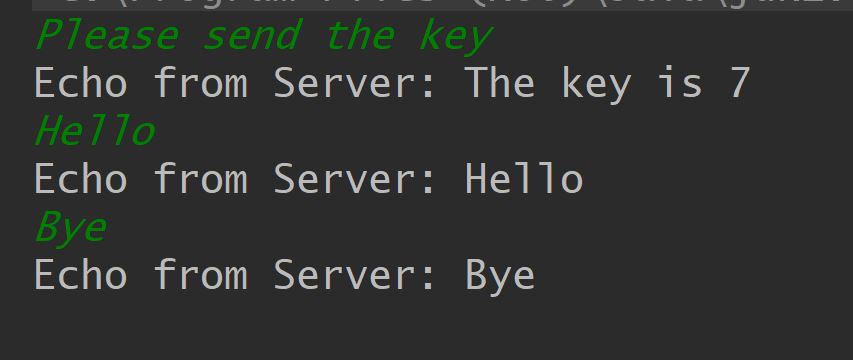 Please send the key
Echo from Server: The key is 7
Hello
Echo from Server: Hello
Bye
Echo from Server: Bye